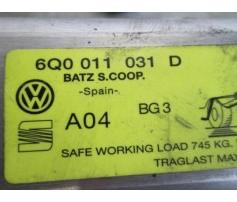 6Q0 011 031 D
BATZ S.COOP.
-Spain-
A04 BG 3
SAFE WORKING LOAD 745 KG.
TRAGLAST MAX